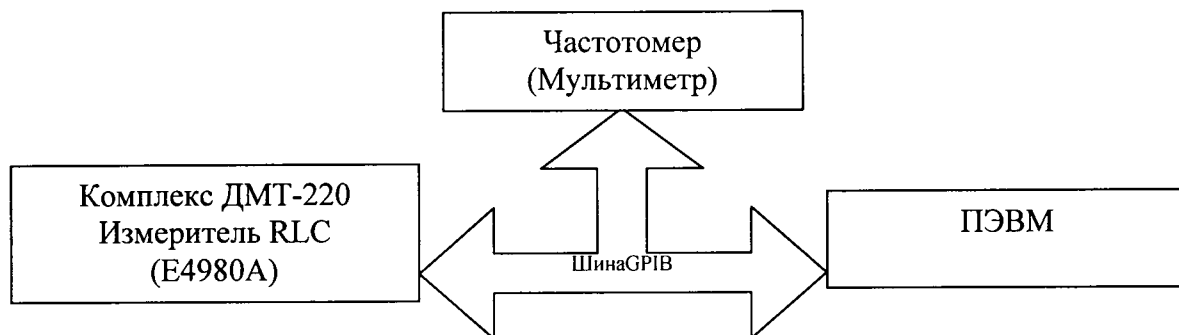 Частотомер
(Мультиметр)
Комплекс ДМТ-220
Измеритель RLC
(E4980A)
ПЭВМ
ШинаGPIB